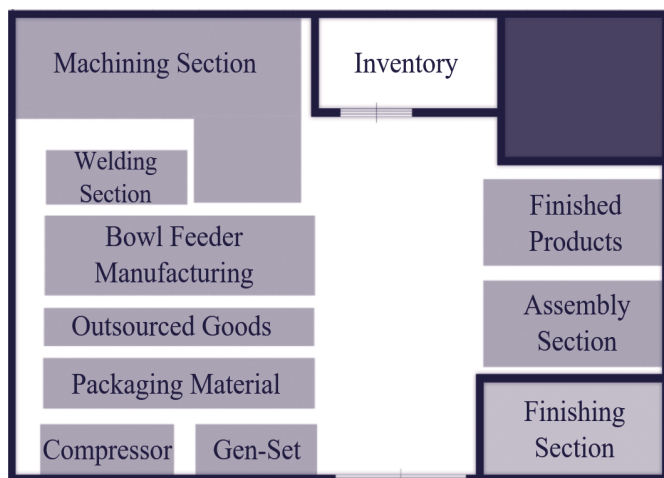 Machining Section
Inventory
Welding
Section
Bowl Feeder
Manufacturing
Outsourced Goods
Packaging Material
Compressor
Gen-Set
Finished
Products
Assembly
Section
Finishing
Section